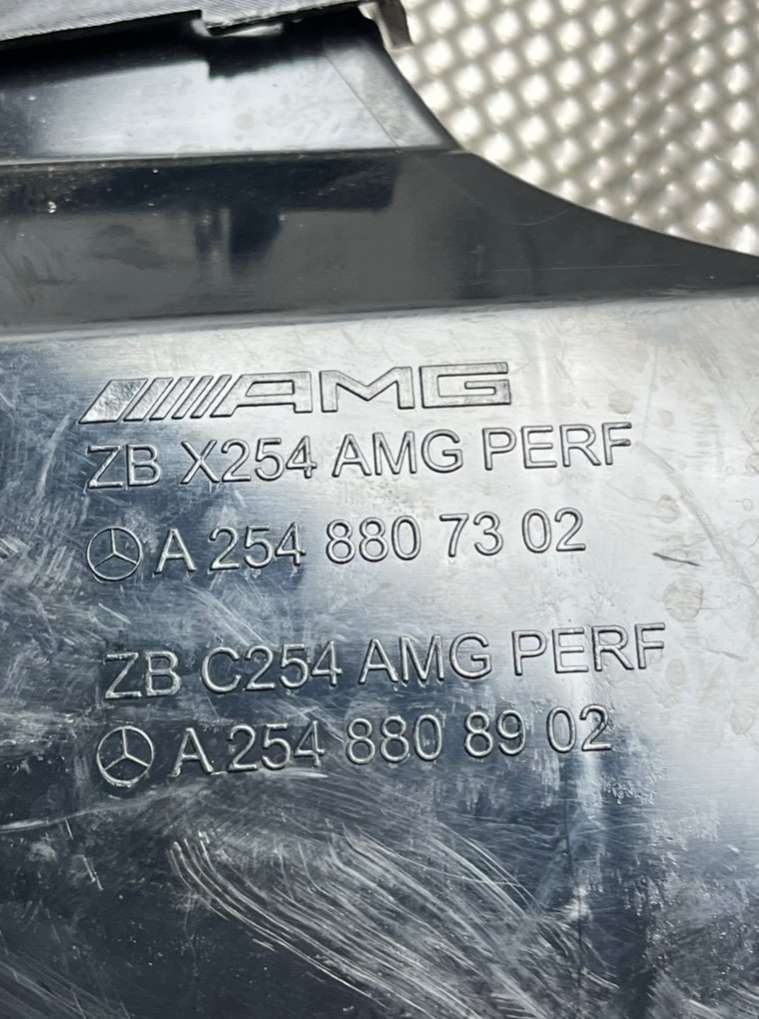 AMG
ZB X254 AMG PERF
A 254 880 73 02
ZB C254 AMG PERF
A 254 880 89 02